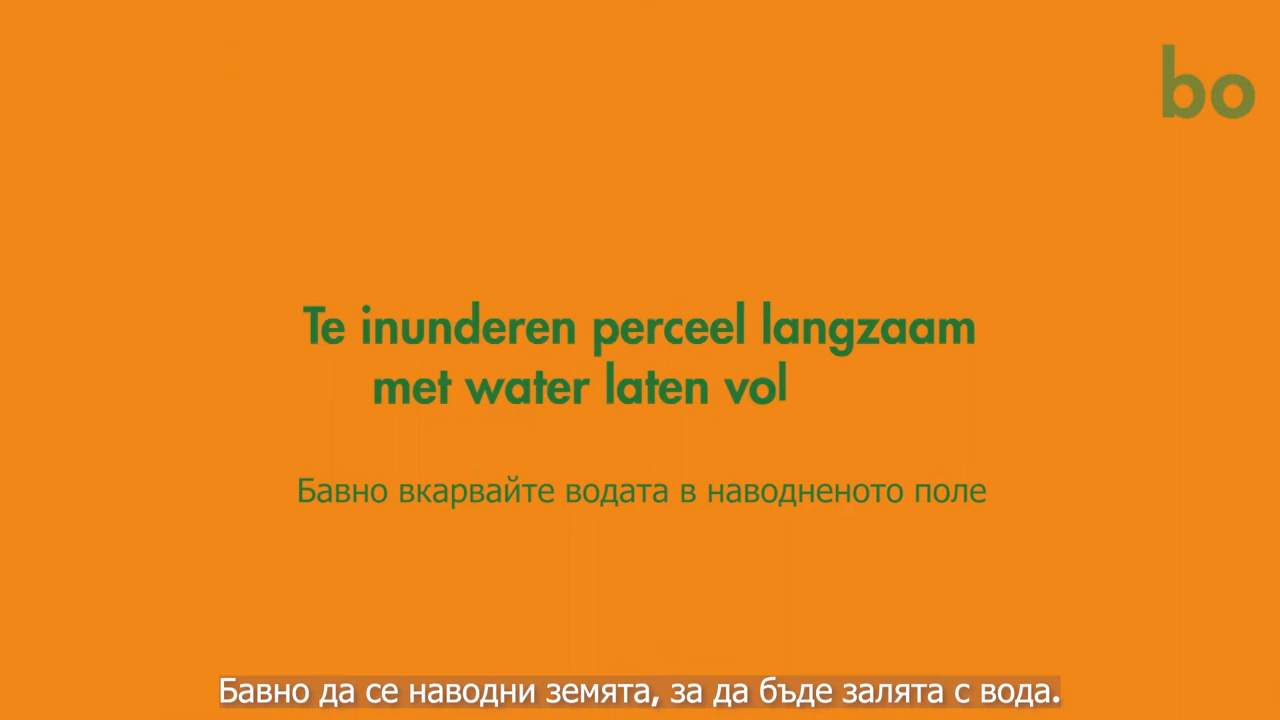 bo
Te inunderen perceel langzaam
met water laten vol
Бавно вкарвайте водата в наводненото поле
Бавно да се наводни земята, за да бъде залята с вода.